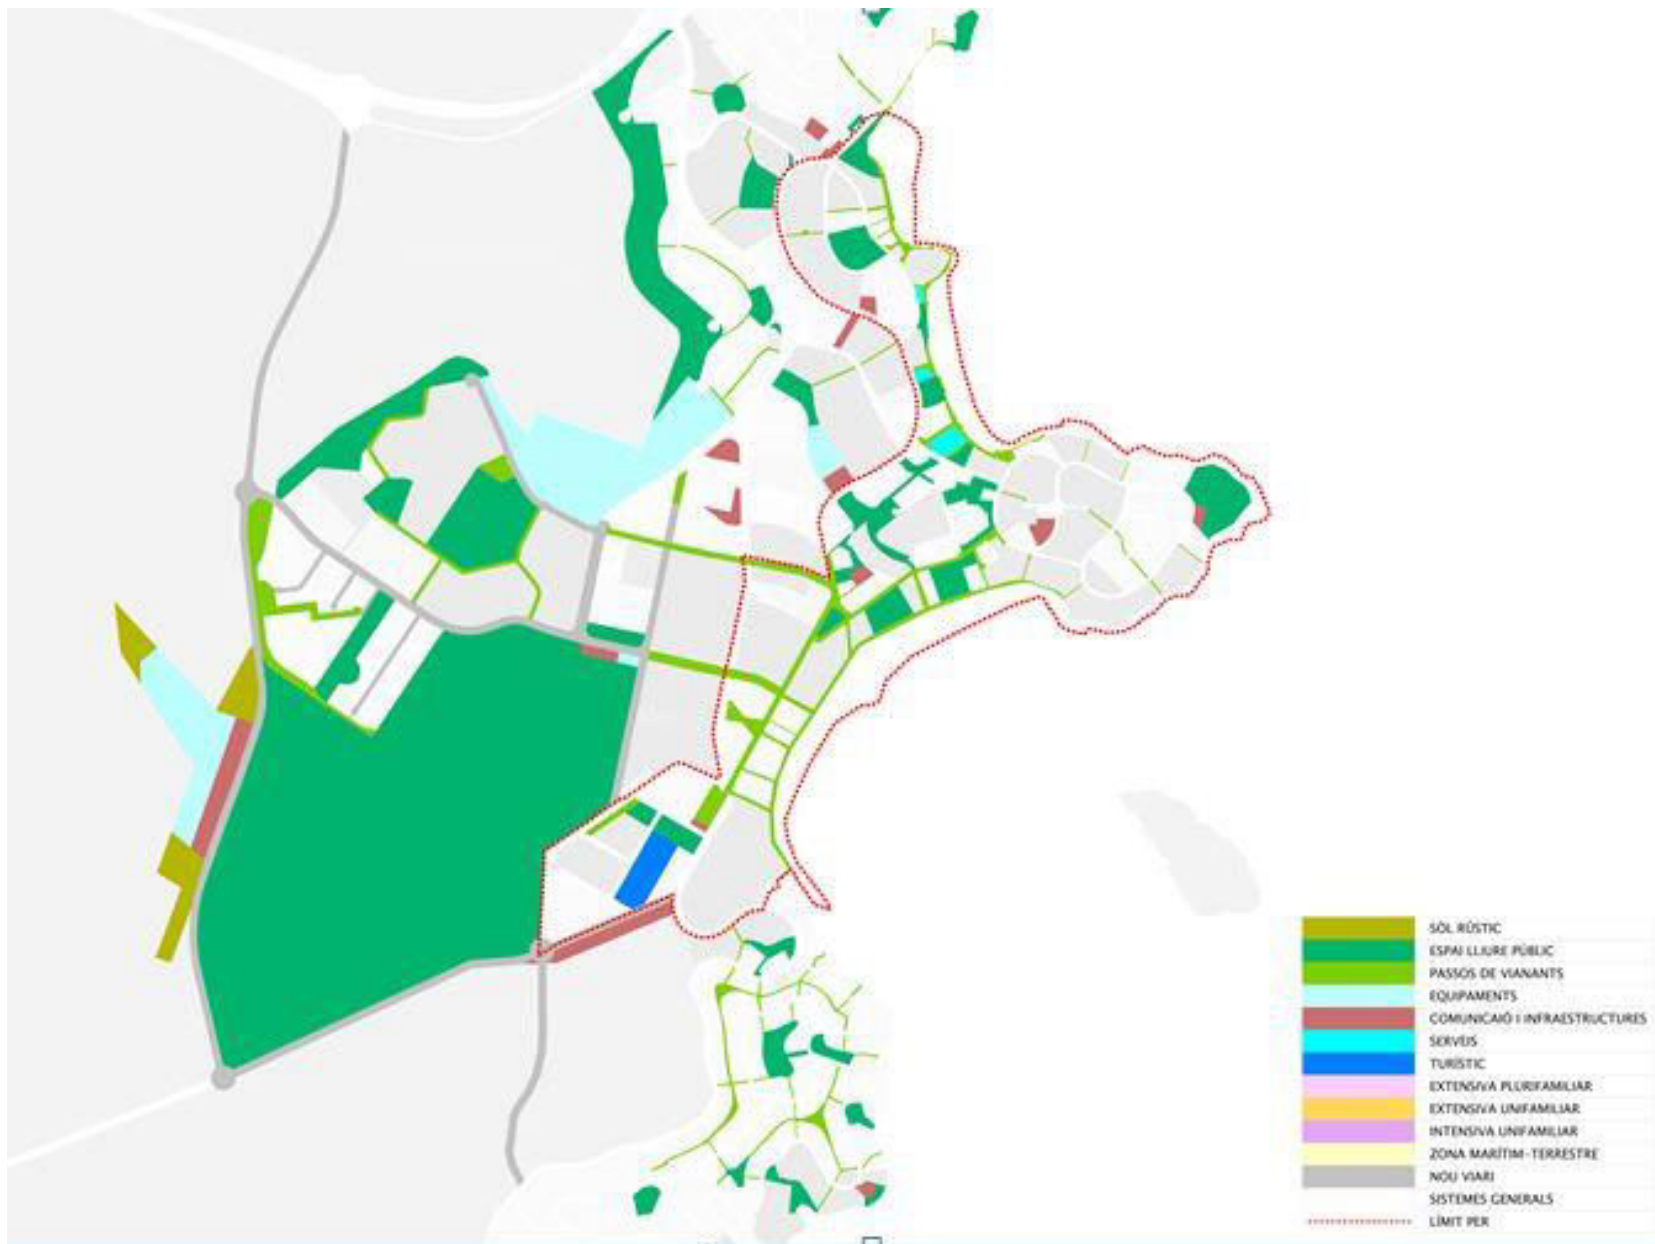 SÒL RÚSTIC
ESPAI LLIURE PÚBLIC
PASSOS DE VIANANTS
EQUIPAMENTS
COMUNICAIÓ I INFRAESTRUCTURES
SERVEIS
TURÍSTIC
EXTENSIVA PLURIFAMILIAR
EXTENSIVA UNIFAMILIAR
INTENSIVA UNIFAMILIAR
ZONA MARÍTIM-TERRESTRE
NOU VIARI
SISTEMES GENERALS
LÍMIT PER